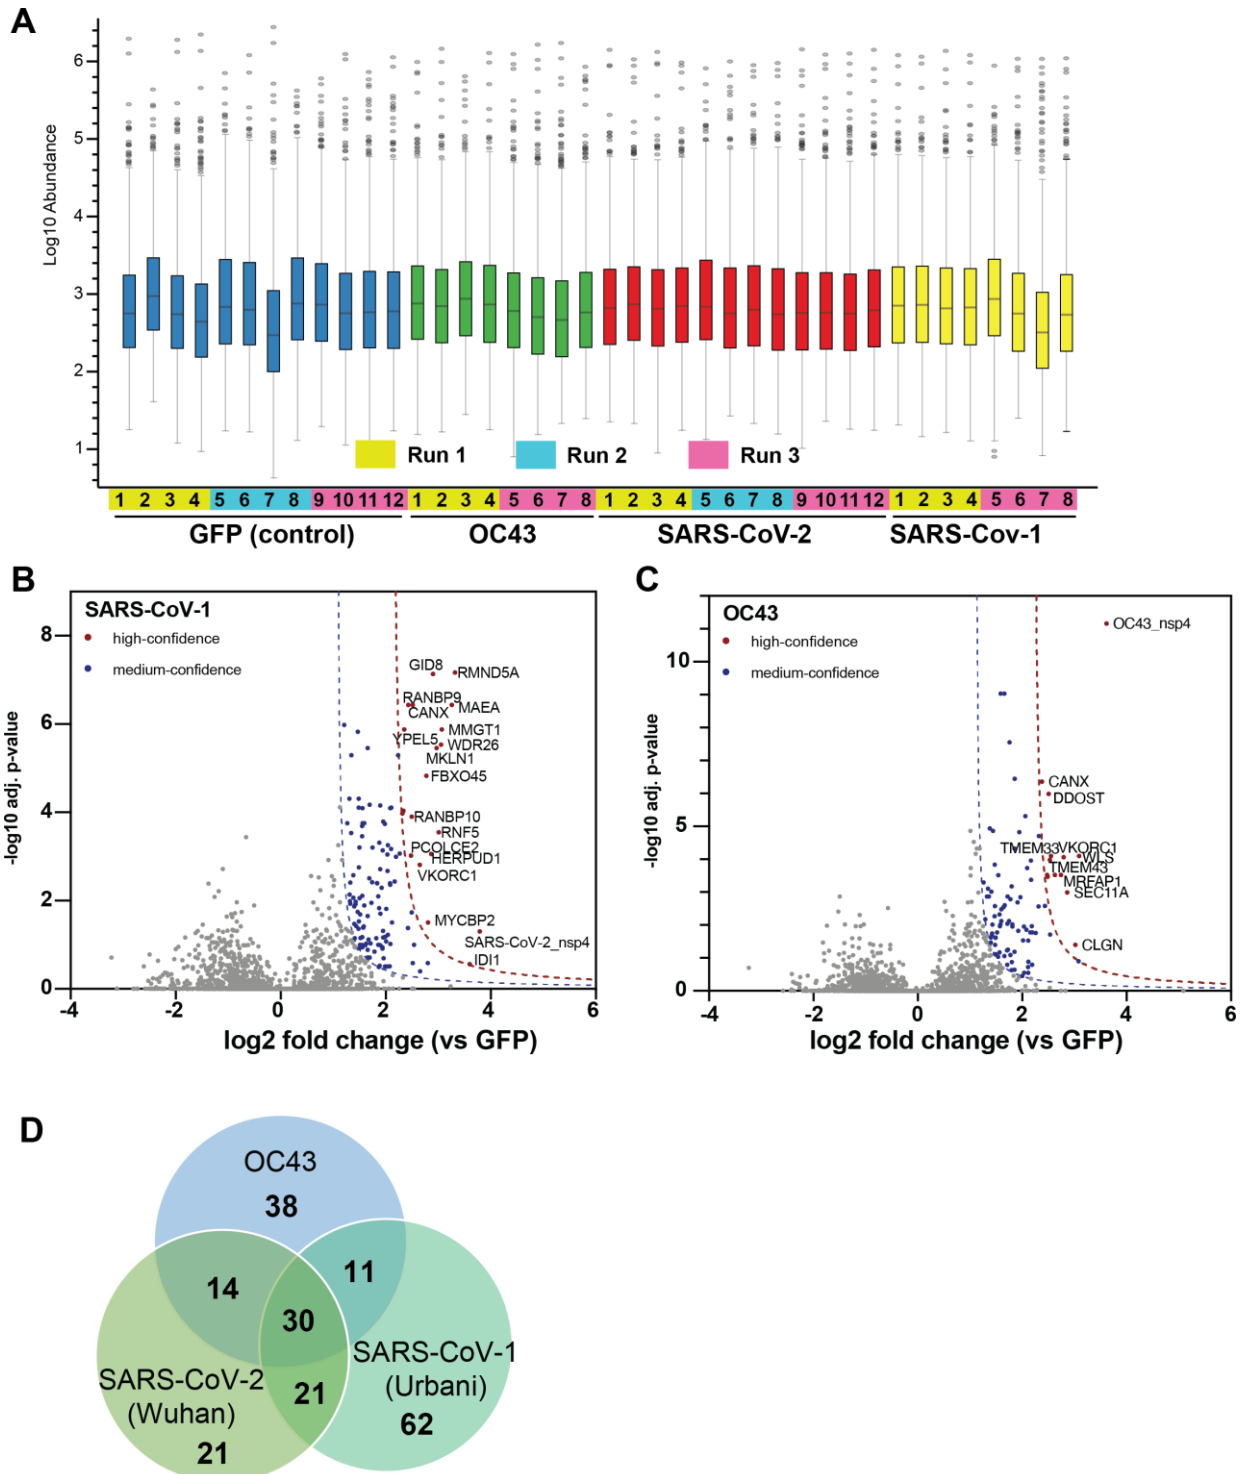 A
Log10 Abundance
6
5
4
3
2
1
Run 1 Run 2 Run 3
1 2 3 4 5 6 7 8 9 10 11 12 1 2 3 4 5 6 7 8 1 2 3 4 5 6 7 8 9 10 11 12 1 2 3 4 5 6 7 8
GFP (control) OC43 SARS-CoV-2 SARS-Cov-1
B
SARS-CoV-1
high-confidence
medium-confidence
-log10 adj. p-value
8
6
4
2
0
GID8
RMND5A
RANBP9
CANX
MAEA
YPEL5
MMGT1
WDR26
MKLN1
FBXO45
RANBP10
RNF5
PCOLCE2
HERPUD1
VKORC1
MYCBP2
SARS-CoV-2_nsp4
IDI1
-4 -2 0 2 4 6
log2 fold change (vs GFP)
C
OC43
high-confidence
medium-confidence
-log10 adj. p-value
10
5
0
OC43_nsp4
CANX
DDOST
TMEM33
VKORC1
WLS
TMEM43
MRFAP1
SEC11A
CLGN
-4 -2 0 2 4 6
log2 fold change (vs GFP)
D
OC43
38
14
11
30
SARS-CoV-2
(Wuhan)
21
21
SARS-CoV-1
(Urbani)
62